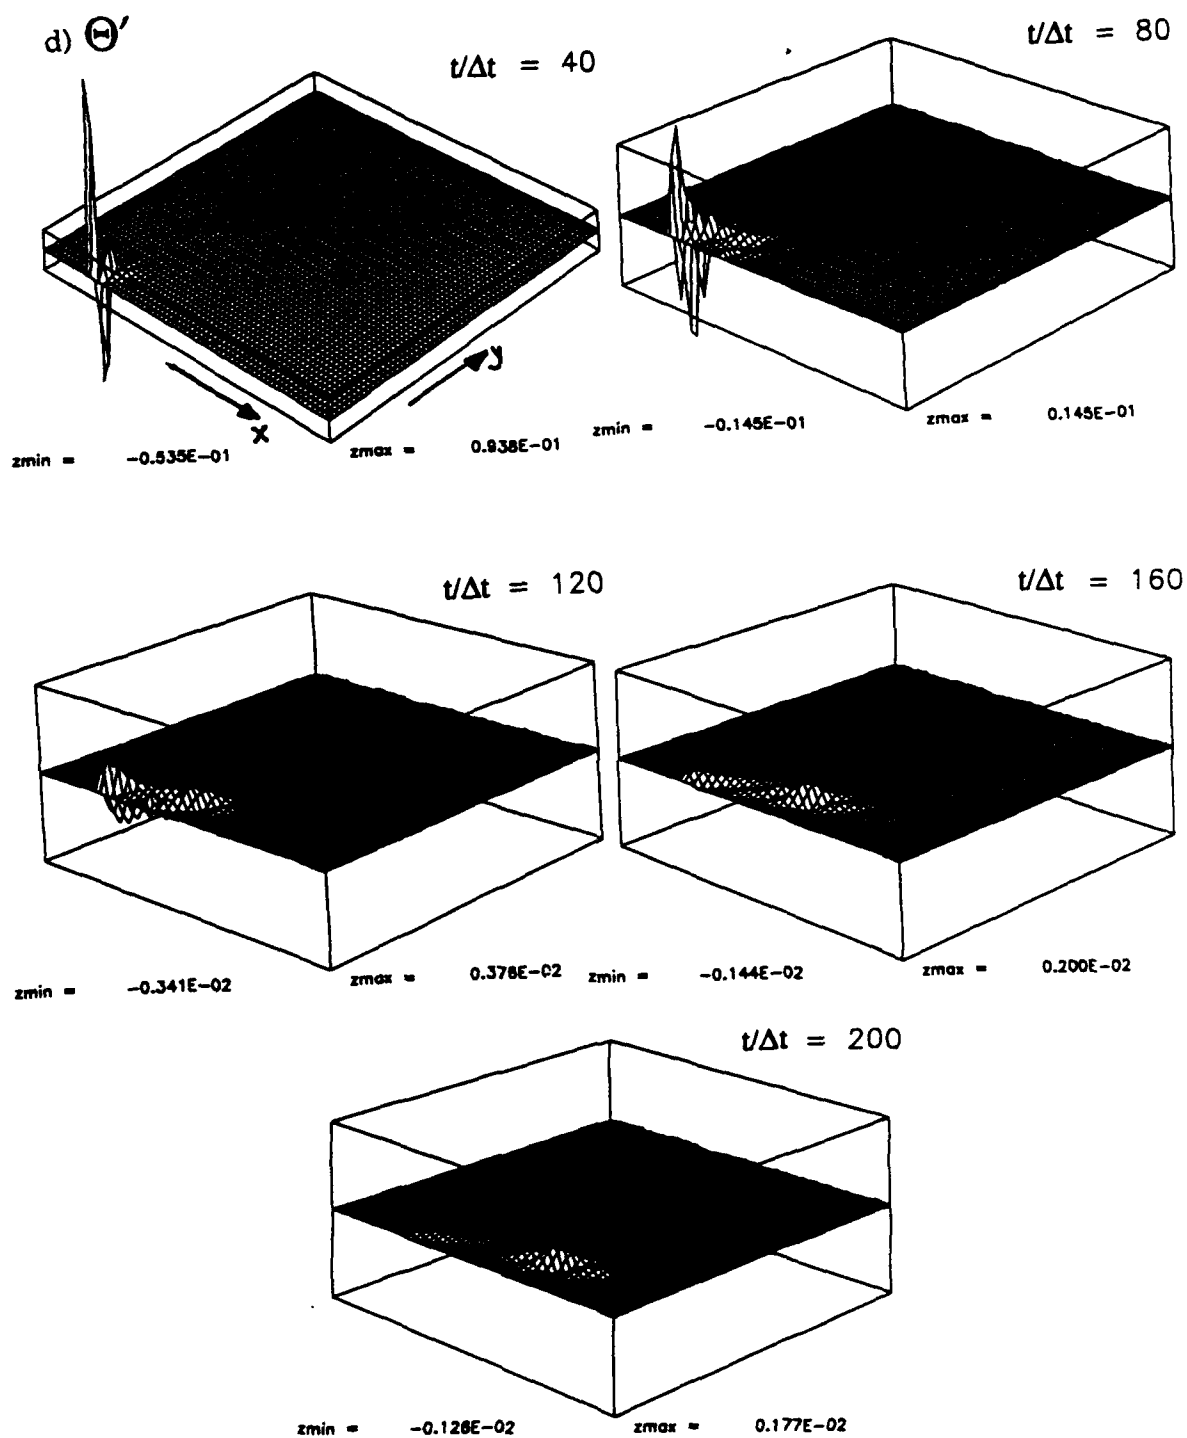 d) Θ′
t/Δt = 40
t/Δt = 80
y
x
zmin = -0.535E-01 zmax = 0.938E-01
zmin = -0.145E-01 zmax = 0.145E-01
t/Δt = 120
t/Δt = 160
zmin = -0.341E-02 zmax = 0.376E-02
zmin = -0.144E-02 zmax = 0.200E-02
t/Δt = 200
zmin = -0.126E-02 zmax = 0.177E-02